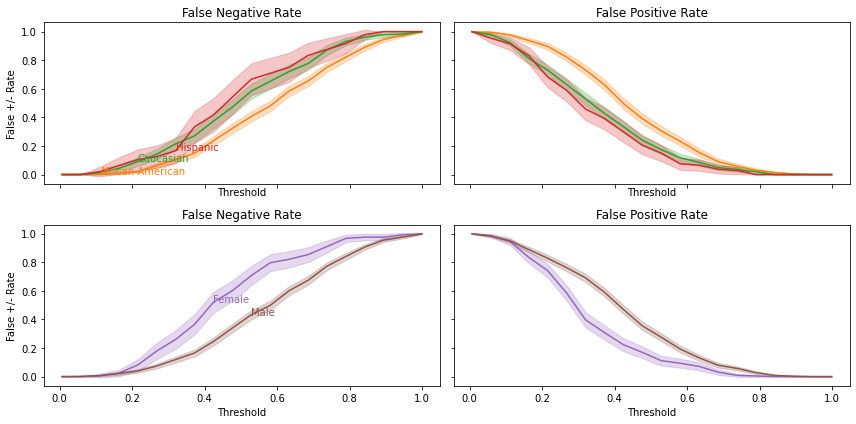 False Negative Rate
False Positive Rate
1.0
0.8
0.6
0.4
0.2
0.0
False +/- Rate
Hispanic
Caucasian
African American
Threshold
Threshold
False Negative Rate
False Positive Rate
1.0
0.8
0.6
0.4
0.2
0.0
False +/- Rate
Female
Male
0.0 0.2 0.4 0.6 0.8 1.0
0.0 0.2 0.4 0.6 0.8 1.0
Threshold
Threshold